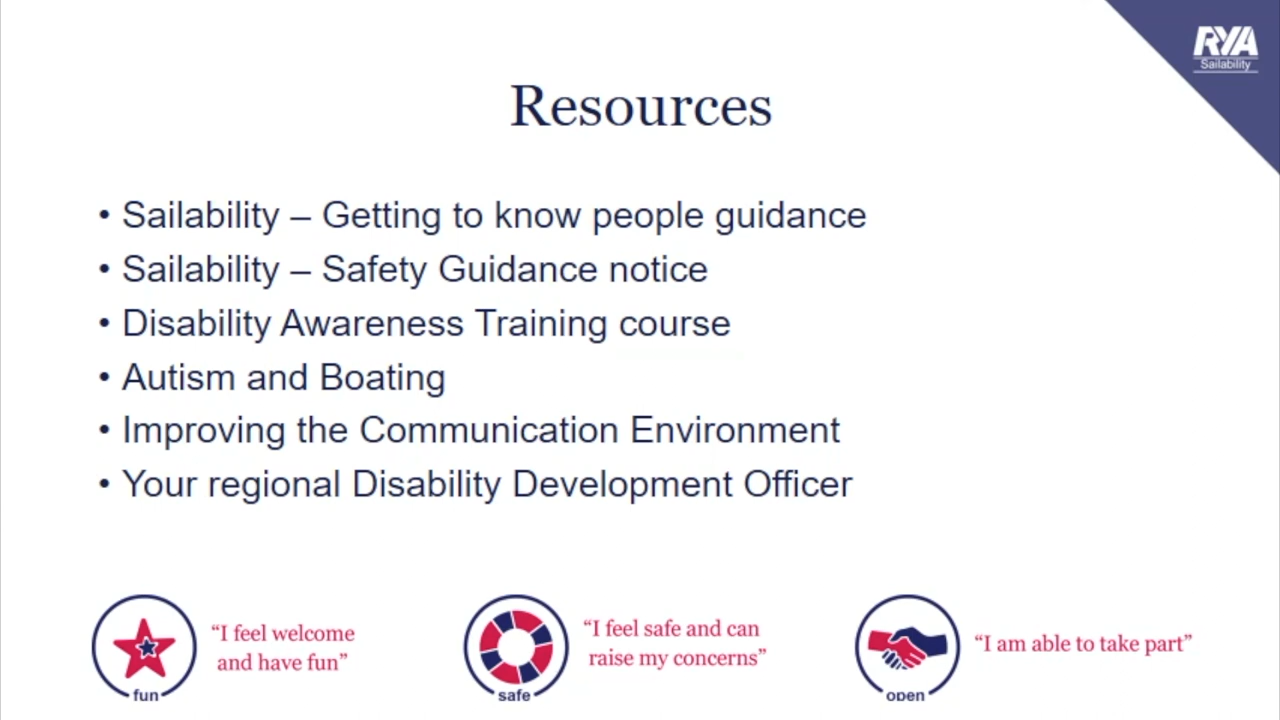 RYA
Sailability
Resources
• Sailability – Getting to know people guidance
• Sailability – Safety Guidance notice
• Disability Awareness Training course
• Autism and Boating
• Improving the Communication Environment
• Your regional Disability Development Officer
“I feel welcome
and have fun”
fun
“I feel safe and can
raise my concerns”
safe
“I am able to take part”
open